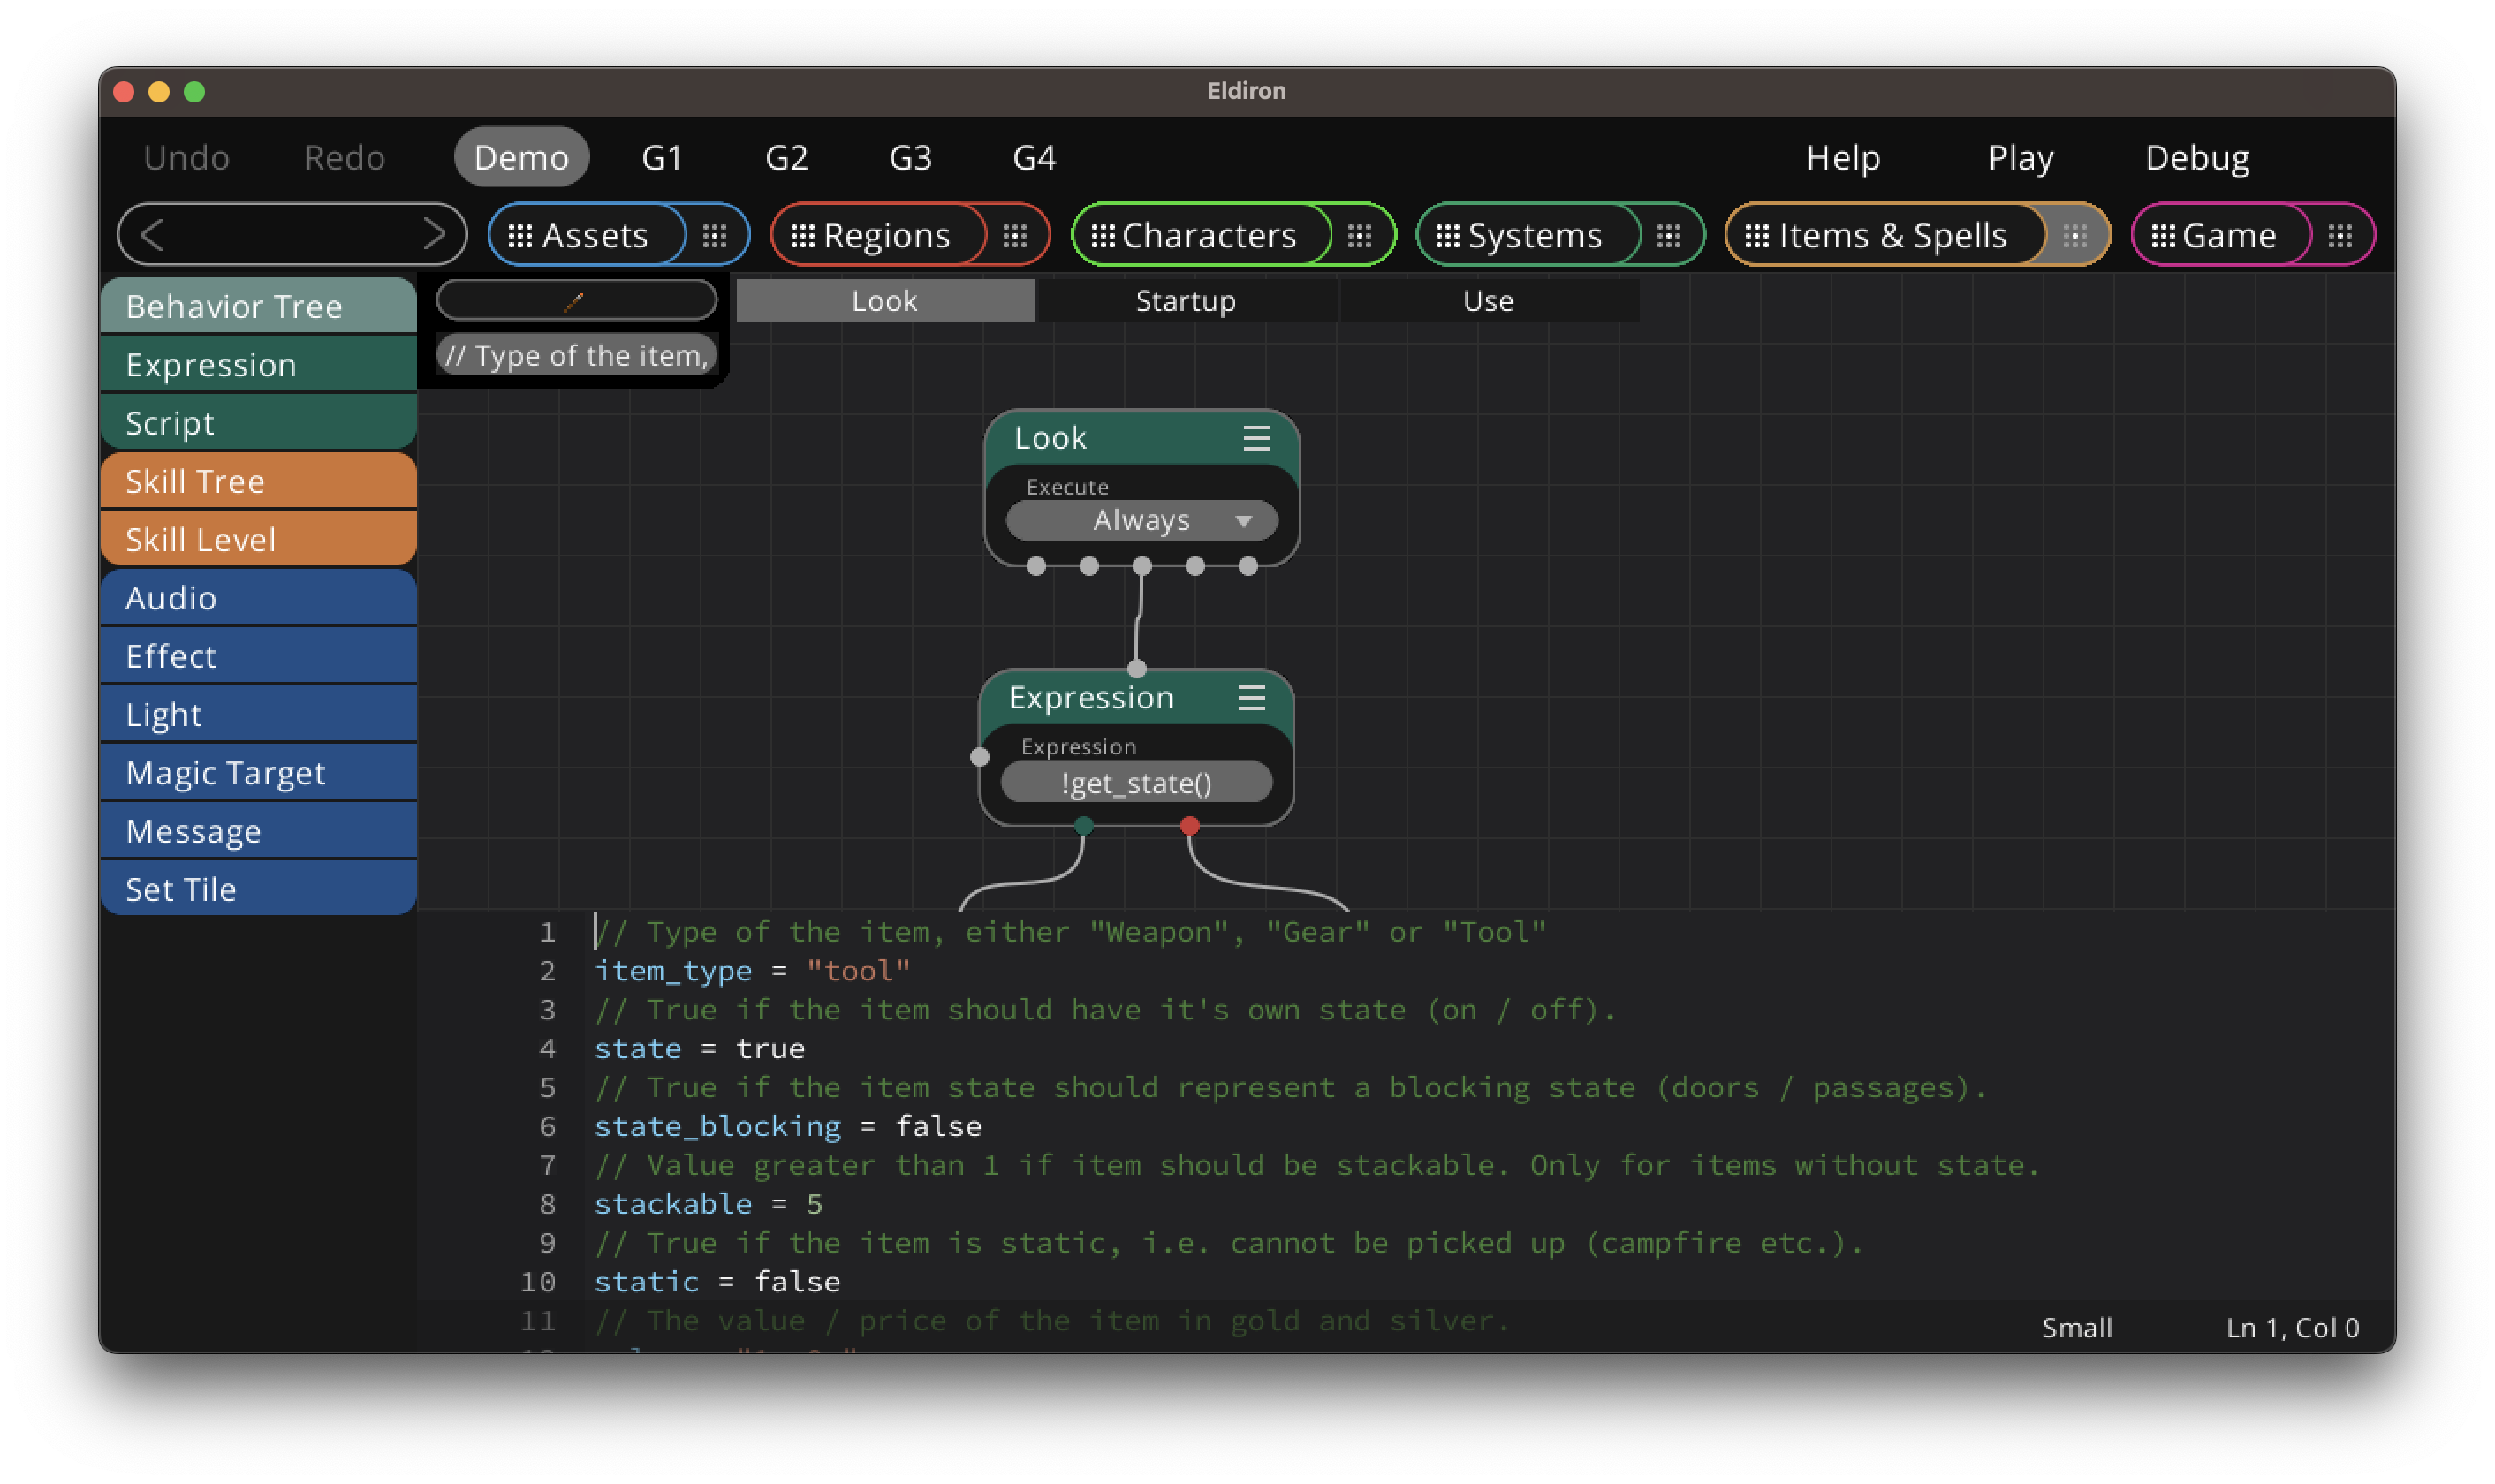 Eldiron
Undo Redo Demo G1 G2 G3 G4 Help Play Debug
Assets Regions Characters Systems Items & Spells Game
Behavior Tree
Expression
Script
Skill Tree
Skill Level
Audio
Effect
Light
Magic Target
Message
Set Tile
// Type of the item,
Look Startup Use
Look
Execute
Always
Expression
Expression
!get_state()
1 // Type of the item, either "Weapon", "Gear" or "Tool"
2 item_type = "tool"
3 // True if the item should have it's own state (on / off).
4 state = true
5 // True if the item state should represent a blocking state (doors / passages).
6 state_blocking = false
7 // Value greater than 1 if item should be stackable. Only for items without state.
8 stackable = 5
9 // True if the item is static, i.e. cannot be picked up (campfire etc.).
10 static = false
11 // The value / price of the item in gold and silver.
Small Ln 1, Col 0